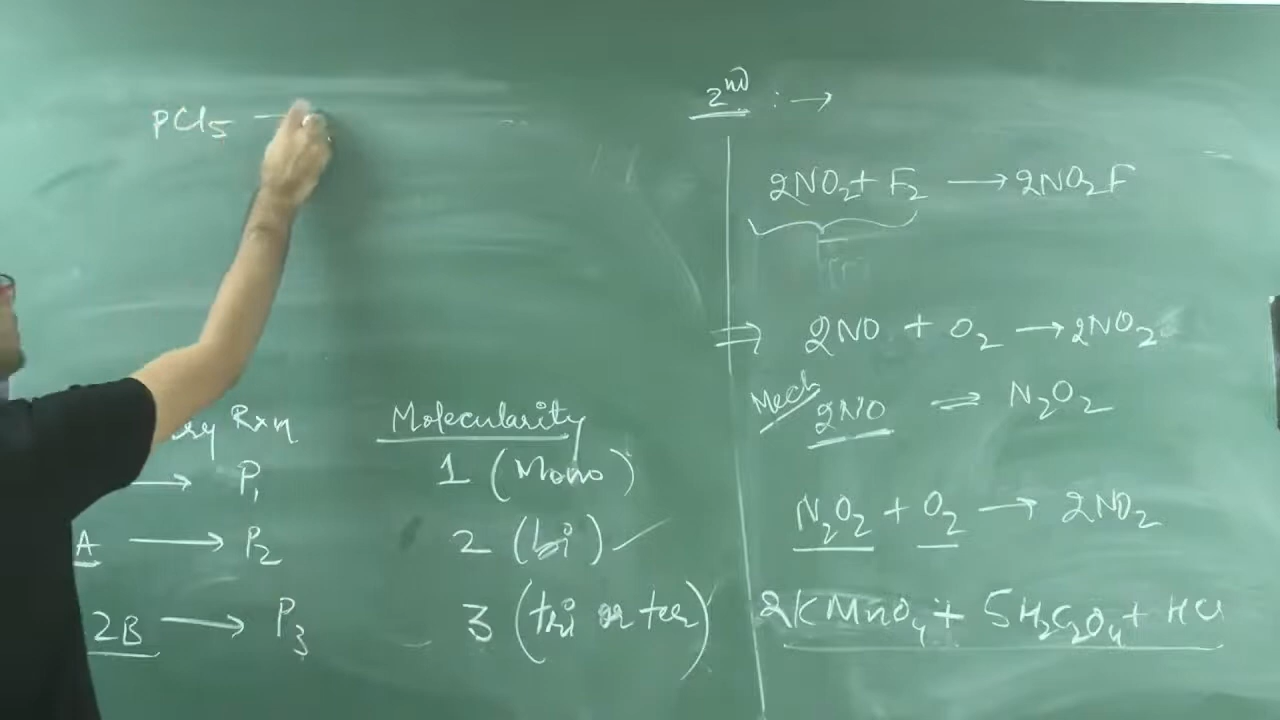 PCl₅ —
ry Rxn Molecularity
⟶ P₁ 1 (Mono)
A ⟶ P₂ 2 (bi) ✓
2B ⟶ P₃ 3 (tri or ter)
2nd : →
2NO₂ + F₂ ⟶ 2NO₂F
⇒ 2NO + O₂ → 2NO₂
Mech 2NO ⇌ N₂O₂
N₂O₂ + O₂ → 2NO₂
2KMnO₄ + 5H₂C₂O₄ + HCl